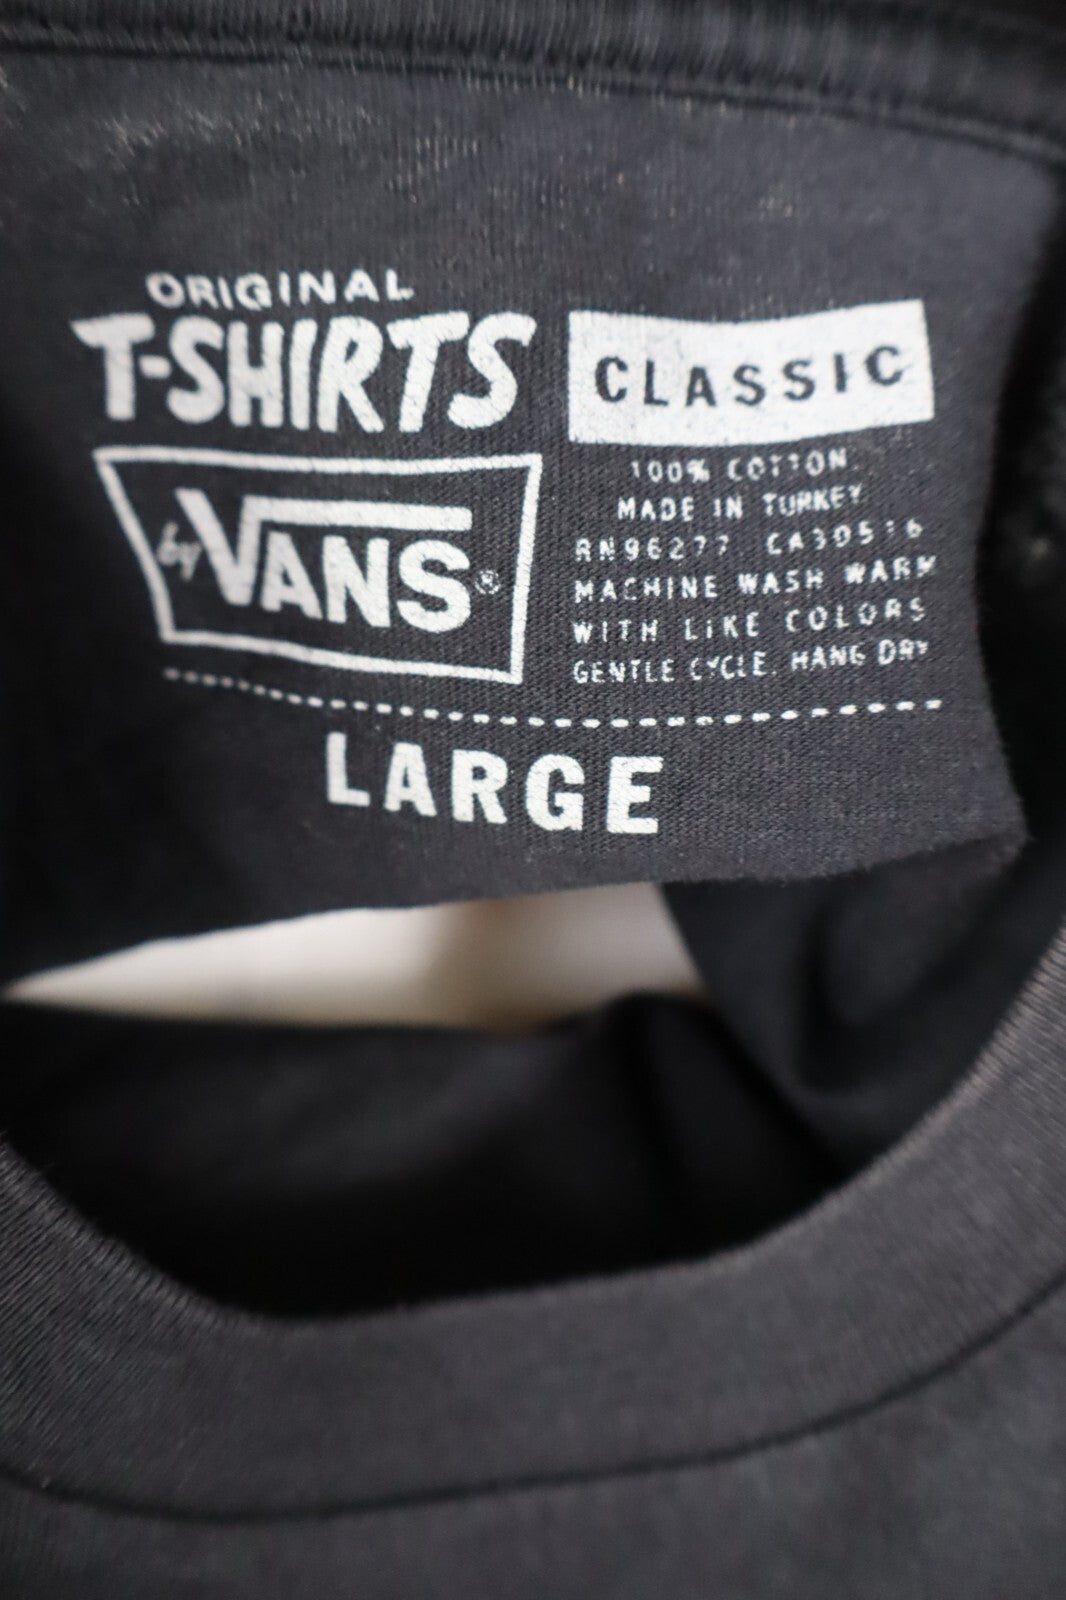 ORIGINAL
T-SHIRTS
by VANS®
CLASSIC
100% COTTON.
MADE IN TURKEY
RN96277 CA30516
MACHINE WASH WARM
WITH LIKE COLORS
GENTLE CYCLE. HANG DRY
LARGE